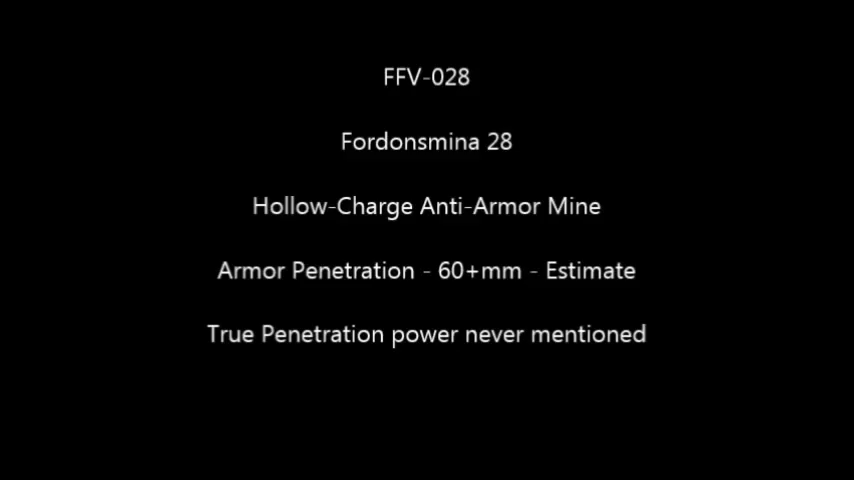 FFV-028
Fordonsmina 28
Hollow-Charge Anti-Armor Mine
Armor Penetration - 60+mm - Estimate
True Penetration power never mentioned